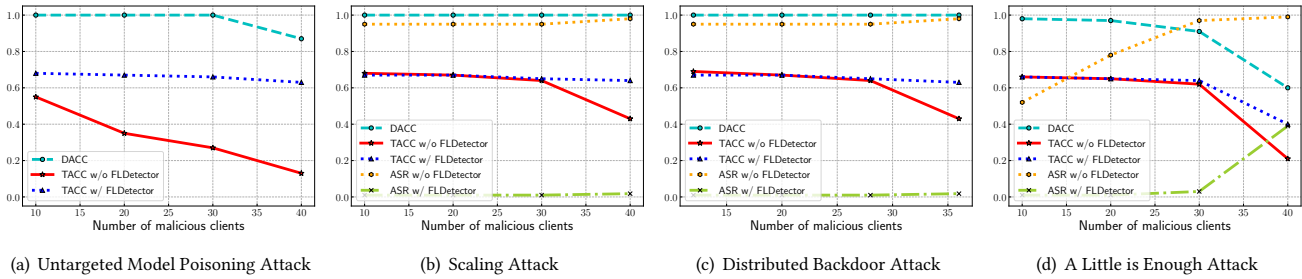 1.0
0.8
0.6
0.4
0.2
0.0
DACC
TACC w/o FLDetector
TACC w/ FLDetector
10 15 20 25 30 35 40
Number of malicious clients
(a) Untargeted Model Poisoning Attack
1.0
0.8
0.6
0.4
0.2
0.0
DACC
TACC w/o FLDetector
TACC w/ FLDetector
ASR w/o FLDetector
ASR w/ FLDetector
10 15 20 25 30 35 40
Number of malicious clients
(b) Scaling Attack
1.0
0.8
0.6
0.4
0.2
0.0
DACC
TACC w/o FLDetector
TACC w/ FLDetector
ASR w/o FLDetector
ASR w/ FLDetector
15 20 25 30 35
Number of malicious clients
(c) Distributed Backdoor Attack
1.0
0.8
0.6
0.4
0.2
0.0
DACC
TACC w/o FLDetector
TACC w/ FLDetector
ASR w/o FLDetector
ASR w/ FLDetector
10 15 20 25 30 35 40
Number of malicious clients
(d) A Little is Enough Attack